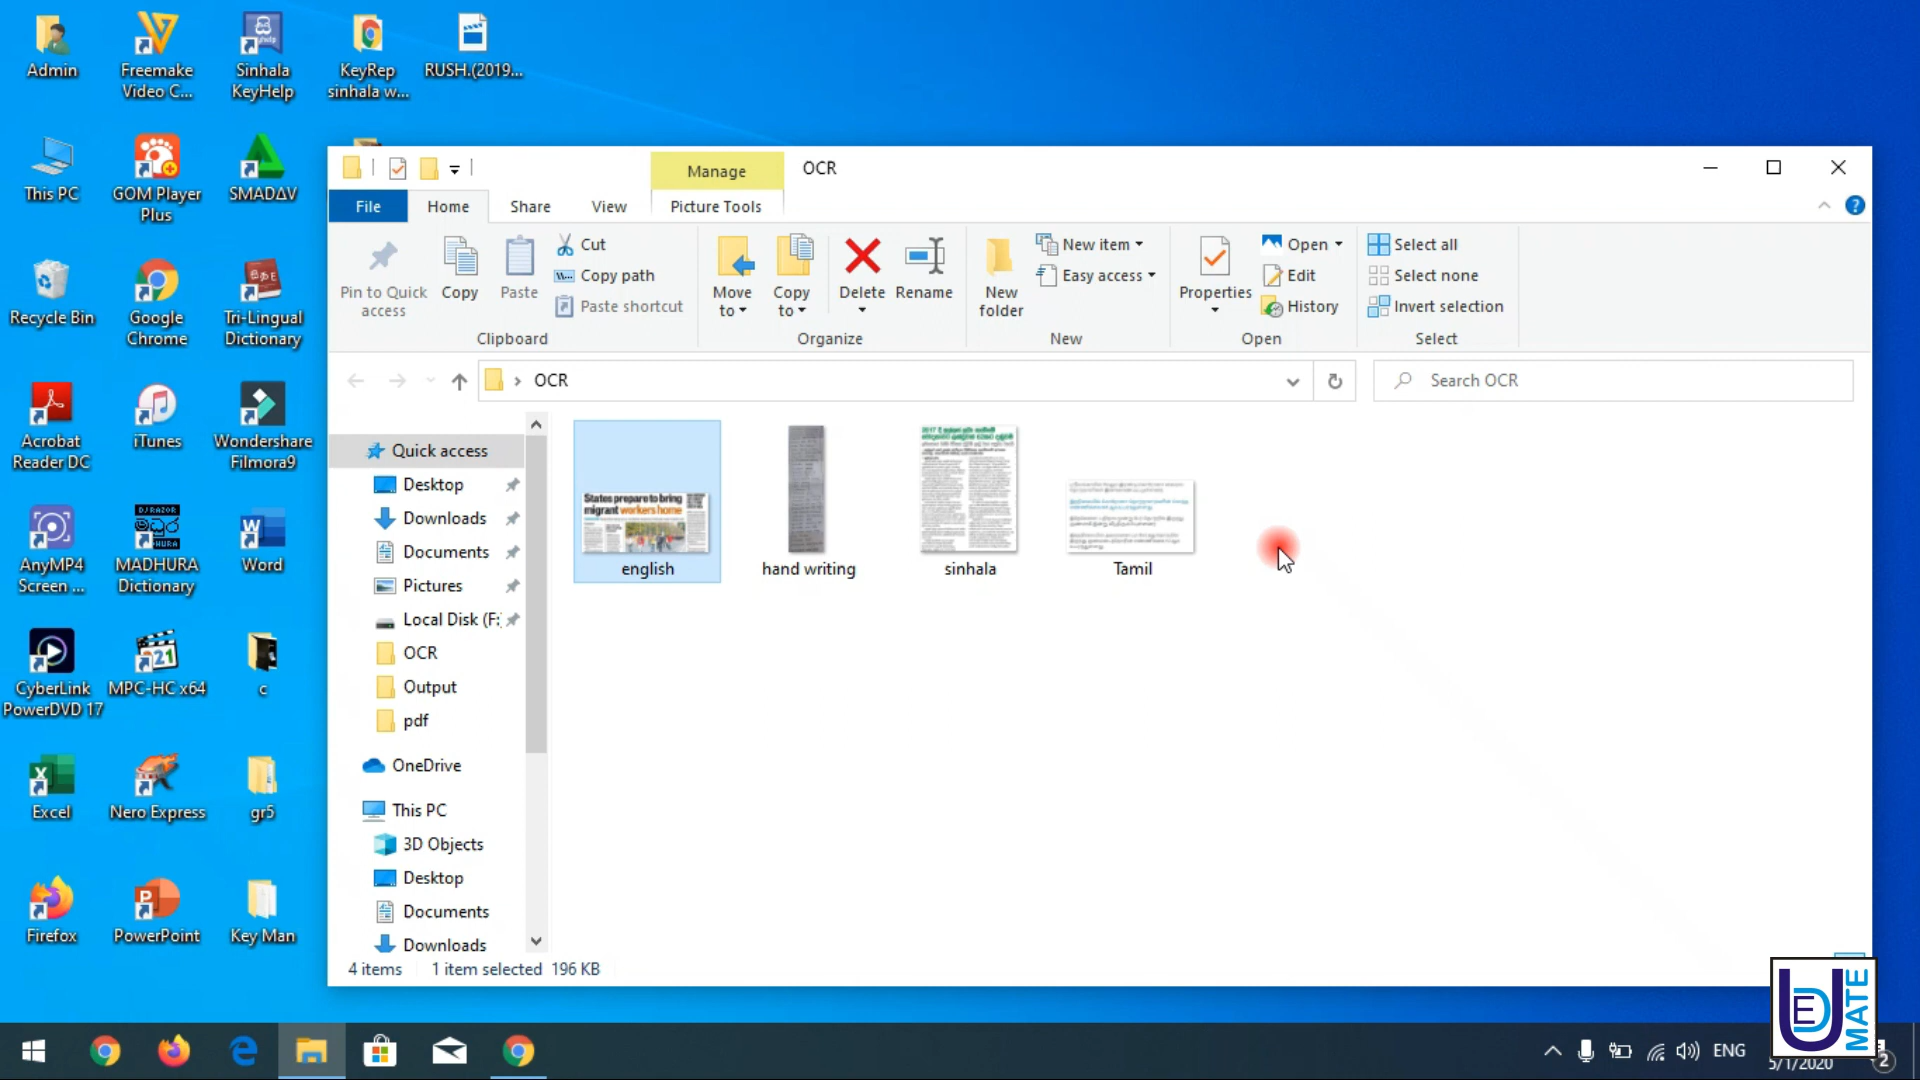 Admin
Freemake
Video C...
Sinhala
KeyHelp
KeyRep
sinhala w...
RUSH.(2019...
This PC
GOM Player
Plus
SMADΔV
Recycle Bin
Google
Chrome
Tri-Lingual
Dictionary
Acrobat
Reader DC
iTunes
Wondershare
Filmora9
AnyMP4
Screen ...
DJ RAZOR
මධුර
MADHURA
Dictionary
Word
CyberLink
PowerDVD 17
MPC-HC x64
c
Excel
Nero Express
gr5
Firefox
PowerPoint
Key Man
Manage
OCR
File
Home
Share
View
Picture Tools
Pin to Quick
access
Copy
Paste
Cut
Copy path
Paste shortcut
Clipboard
Move
to
Copy
to
Delete
Rename
Organize
New
folder
New item
Easy access
New
Properties
Open
Edit
History
Open
Select all
Select none
Invert selection
Select
OCR
Search OCR
Quick access
Desktop
Downloads
Documents
Pictures
Local Disk (F:
OCR
Output
pdf
OneDrive
This PC
3D Objects
Desktop
Documents
Downloads
States prepare to bring
migrant workers home
english
hand writing
sinhala
Tamil
4 items
1 item selected 196 KB
ENG
5/1/2020
2
U E D MATE